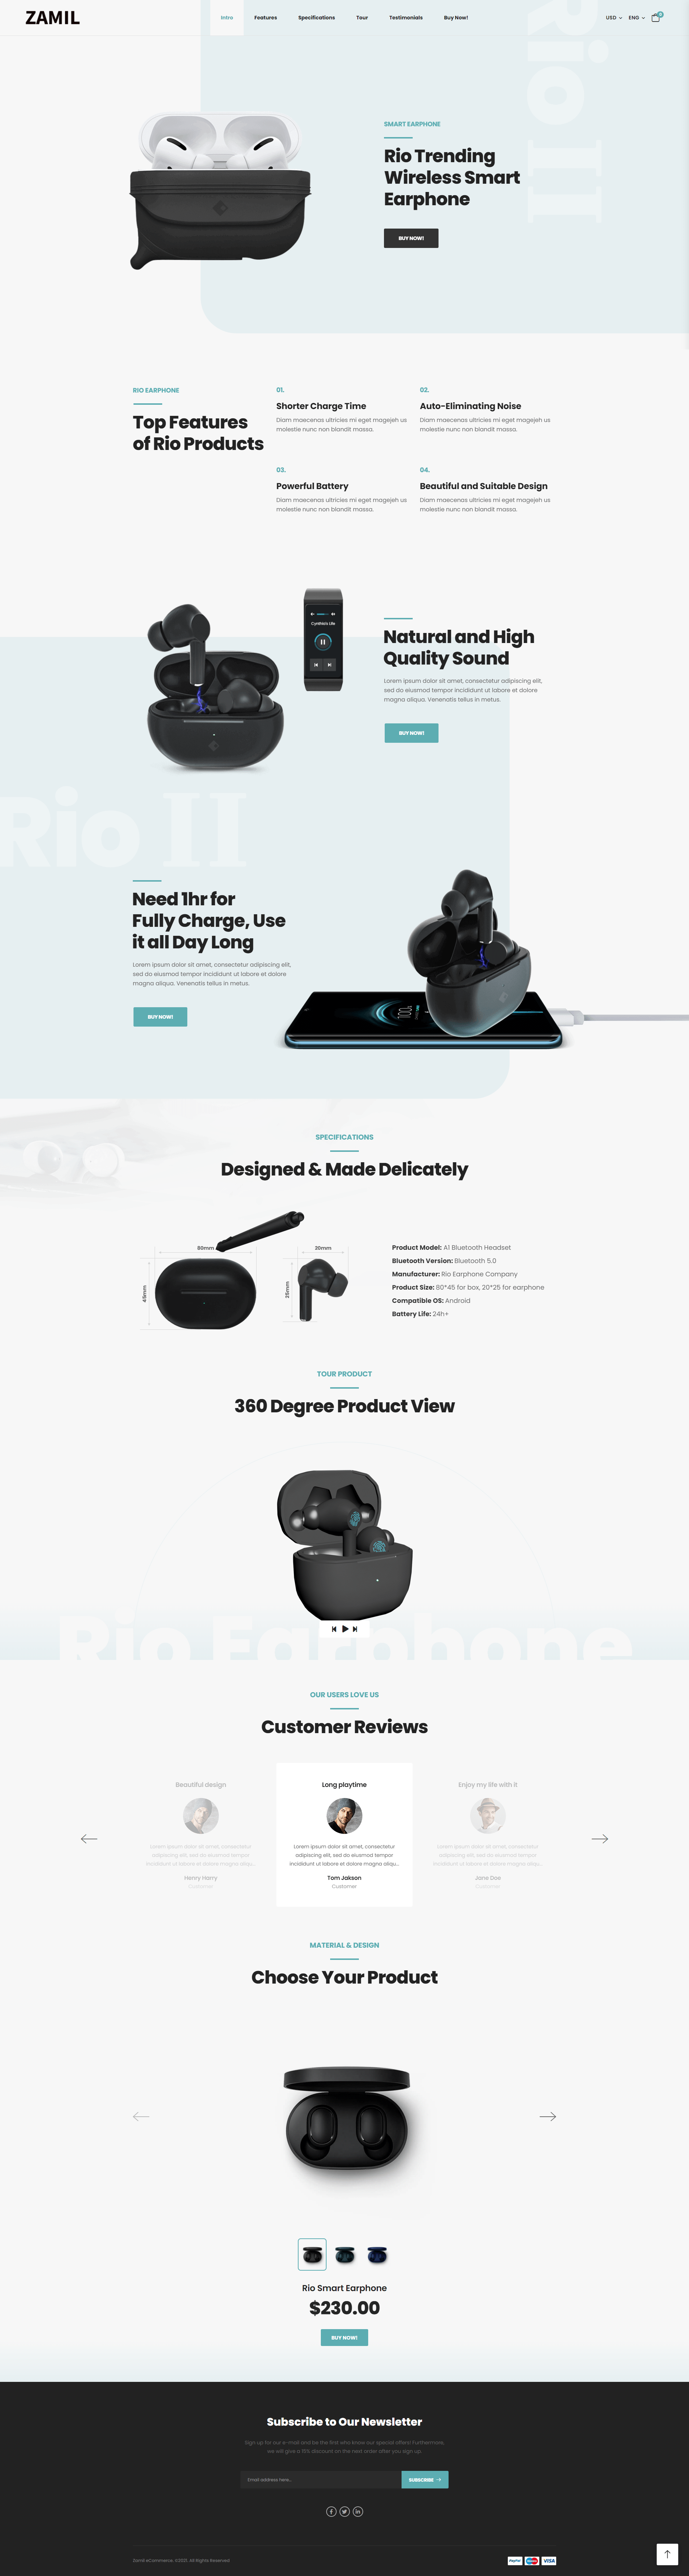 ZAMIL
Intro
Features
Specifications
Tour
Testimonials
Buy Now!
USD
ENG
0
Rio II
SMART EARPHONE
Rio Trending
Wireless Smart
Earphone
BUY NOW!
RIO EARPHONE
Top Features
of Rio Products
01.
Shorter Charge Time
Diam maecenas ultricies mi eget magejeh us
molestie nunc non blandit massa.
02.
Auto-Eliminating Noise
Diam maecenas ultricies mi eget magejeh us
molestie nunc non blandit massa.
03.
Powerful Battery
Diam maecenas ultricies mi eget magejeh us
molestie nunc non blandit massa.
04.
Beautiful and Suitable Design
Diam maecenas ultricies mi eget magejeh us
molestie nunc non blandit massa.
Cynthia's Life
Natural and High
Quality Sound
Lorem ipsum dolor sit amet, consectetur adipiscing elit,
sed do eiusmod tempor incididunt ut labore et dolore
magna aliqua. Venenatis tellus in metus.
BUY NOW!
Rio II
Need 1hr for
Fully Charge, Use
it all Day Long
Lorem ipsum dolor sit amet, consectetur adipiscing elit,
sed do eiusmod tempor incididunt ut labore et dolore
magna aliqua. Venenatis tellus in metus.
BUY NOW!
SPECIFICATIONS
Designed & Made Delicately
80mm
45mm
20mm
25mm
Product Model: A1 Bluetooth Headset
Bluetooth Version: Bluetooth 5.0
Manufacturer: Rio Earphone Company
Product Size: 80*45 for box, 20*25 for earphone
Compatible OS: Android
Battery Life: 24h+
TOUR PRODUCT
360 Degree Product View
Rio Earphone
OUR USERS LOVE US
Customer Reviews
Beautiful design
Lorem ipsum dolor sit amet, consectetur
adipiscing elit, sed do eiusmod tempor
incididunt ut labore et dolore magna aliqu...
Henry Harry
Customer
Long playtime
Lorem ipsum dolor sit amet, consectetur
adipiscing elit, sed do eiusmod tempor
incididunt ut labore et dolore magna aliqu...
Tom Jakson
Customer
Enjoy my life with it
Lorem ipsum dolor sit amet, consectetur
adipiscing elit, sed do eiusmod tempor
incididunt ut labore et dolore magna aliqu...
Jane Doe
Customer
MATERIAL & DESIGN
Choose Your Product
Rio Smart Earphone
$230.00
BUY NOW!
Subscribe to Our Newsletter
Sign up for our e-mail and be the first who know our special offers! Furthermore,
we will give a 15% discount on the next order after you sign up.
Email address here...
SUBSCRIBE
Zamil eCommerce. ©2021. All Rights Reserved
PayPal
VISA